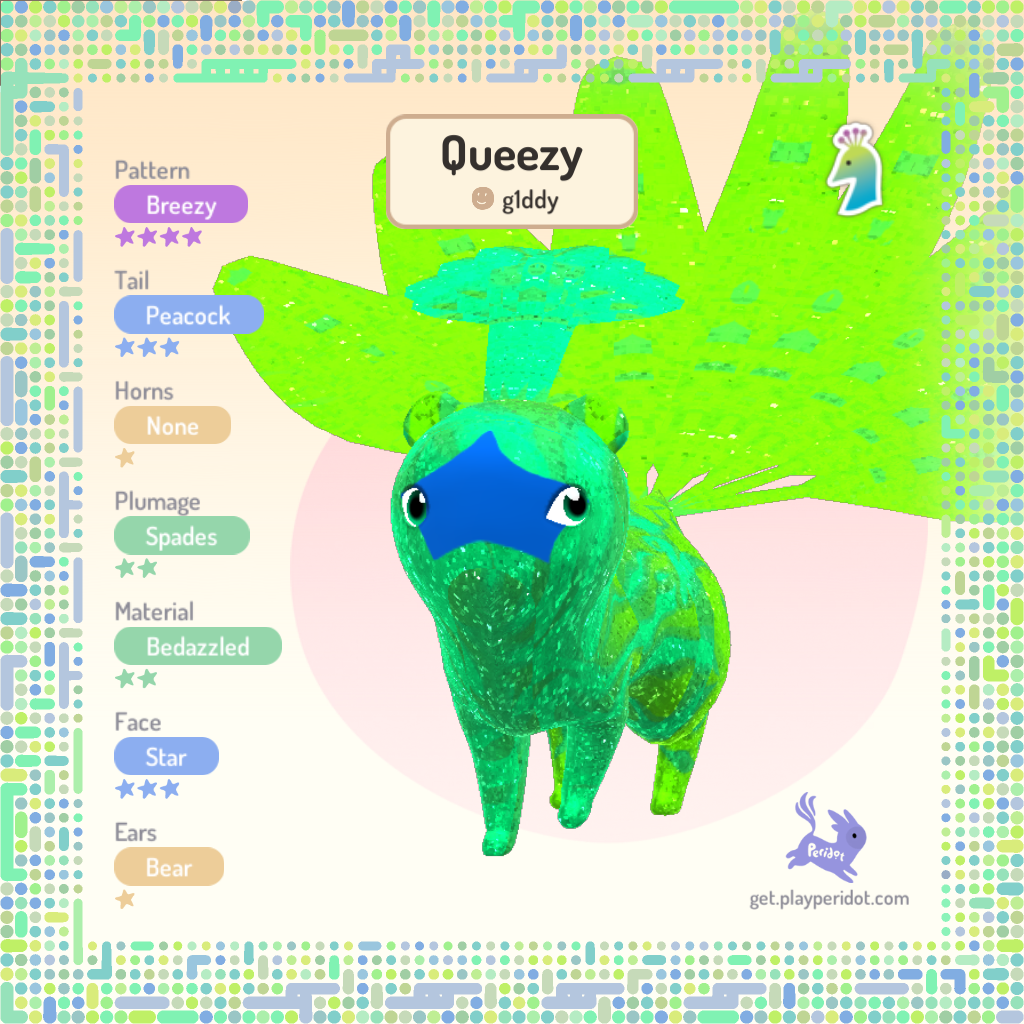 Queezy
g1ddy
Pattern
Breezy
Tail
Peacock
Horns
None
Plumage
Spades
Material
Bedazzled
Face
Star
Ears
Bear
Peridot
get.playperidot.com